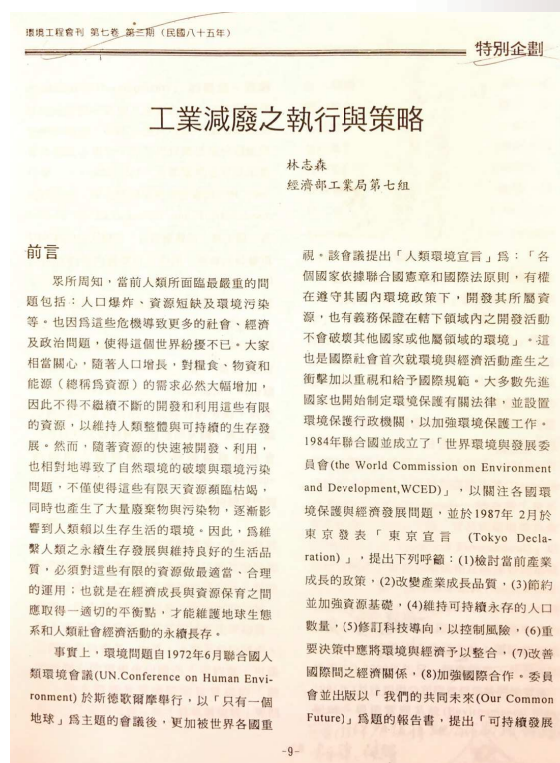 環境工程會刊 第七卷 第三期 (民國八十五年)
特別企劃
工業減廢之執行與策略
林志森
經濟部工業局第七組
前言
眾所周知，當前人類所面臨最嚴重的問
題包括：人口爆炸、資源短缺及環境污染
等。也因爲這些危機導致更多的社會、經濟
及政治問題，使得這個世界紛擾不已。大家
相當關心，隨著人口增長，對糧食、物資和
能源（總稱爲資源）的需求必然大幅增加，
因此不得不繼續不斷的開發和利用這些有限
的資源，以維持人類整體與可持續的生存發
展。然而，隨著資源的快速被開發、利用，
也相對地導致了自然環境的破壞與環境污染
問題，不僅使得這些有限天資源瀕臨枯竭，
同時也產生了大量廢棄物與污染物，逐漸影
響到人類賴以生存生活的環境。因此，爲維
繫人類之永續生存發展與維持良好的生活品
質，必須對這些有限的資源做最適當、合理
的運用；也就是在經濟成長與資源保育之間
應取得一適切的平衡點，才能維護地球生態
系和人類社會經濟活動的永續長存。
事實上，環境問題自1972年6月聯合國人
類環境會議(UN.Conference on Human Envi-
ronment) 於斯德歌爾摩舉行，以「只有一個
地球」爲主題的會議後，更加被世界各國重
視。該會議提出「人類環境宣言」爲：「各
個國家依據聯合國憲章和國際法原則，有權
在遵守其國內環境政策下，開發其所屬資
源，也有義務保證在轄下領域內之開發活動
不會破壞其他國家或他屬領域的環境」。這
也是國際社會首次就環境與經濟活動產生之
衝擊加以重視和給予國際規範。大多數先進
國家也開始制定環境保護有關法律，並設置
環境保護行政機關，以加強環境保護工作。
1984年聯合國並成立了「世界環境與發展委
員會(the World Commission on Environment
and Development,WCED)」，以關注各國環
境保護與經濟發展問題，並於1987年 2月於
東京發表「東京宣言 (Tokyo Decla-
ration)」，提出下列呼籲：(1)檢討當前產業
成長的政策，(2)改變產業成長品質，(3)節約
並加強資源基礎，(4)維持可持續永存的人口
數量，(5)修訂科技導向，以控制風險，(6)重
要決策中應將環境與經濟予以整合，(7)改善
國際間之經濟關係，(8)加強國際合作。委員
會並出版以「我們的共同未來(Our Common
Future)」爲題的報告書，提出「可持續發展
-9-